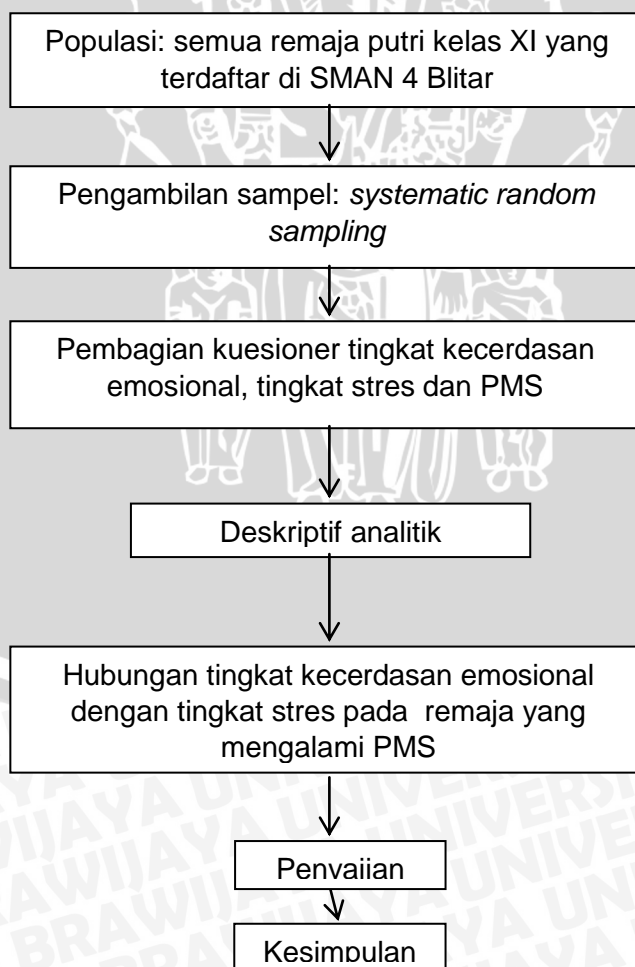 Populasi: semua remaja putri kelas XI yang
terdaftar di SMAN 4 Blitar
Pengambilan sampel: systematic random
sampling
Pembagian kuesioner tingkat kecerdasan
emosional, tingkat stres dan PMS
Deskriptif analitik
Hubungan tingkat kecerdasan emosional
dengan tingkat stres pada remaja yang
mengalami PMS
Penyajian
Kesimpulan